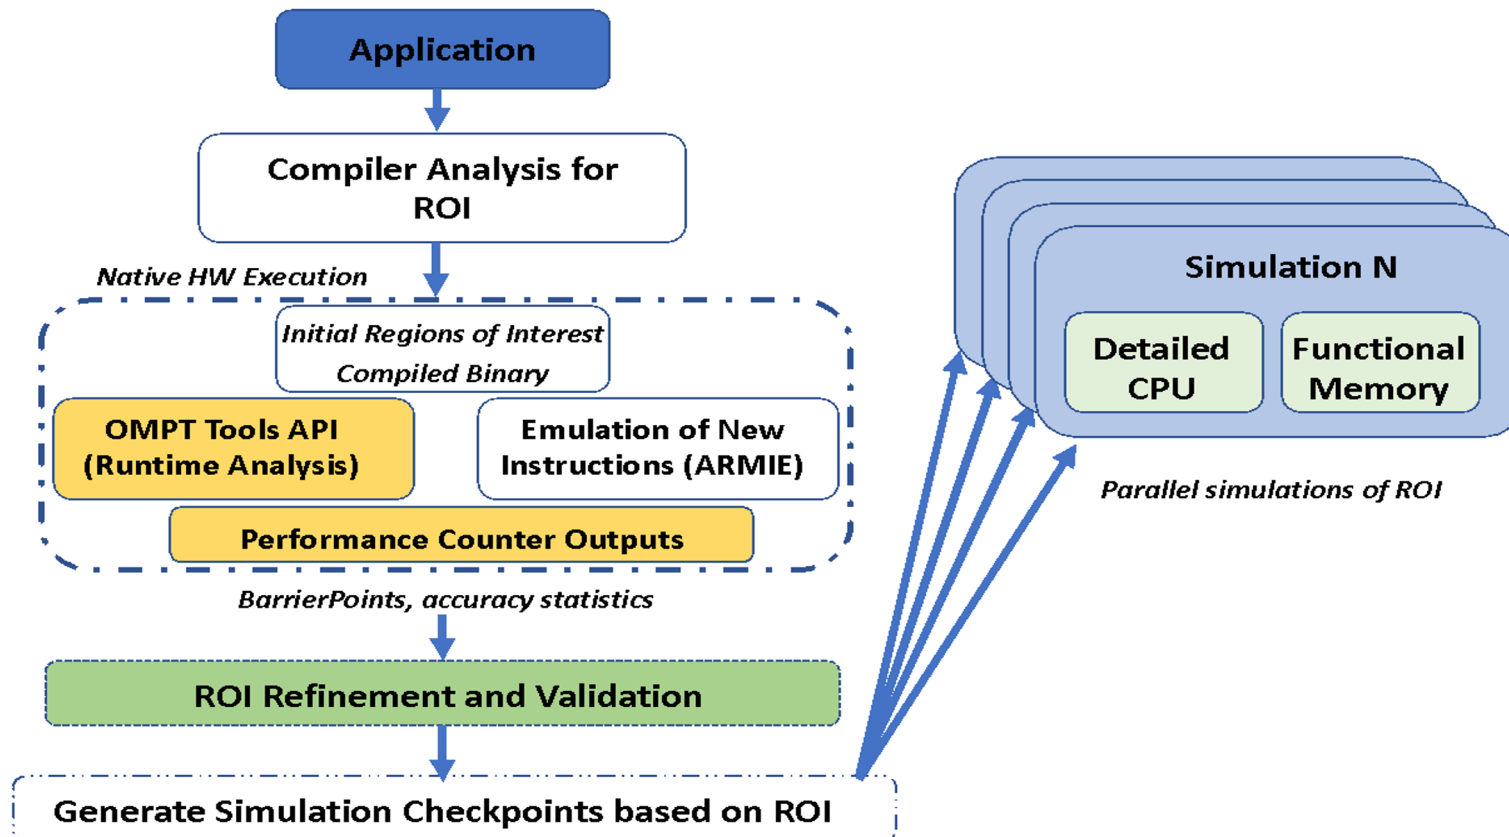 Application
Compiler Analysis for
ROI
Native HW Execution
Initial Regions of Interest
Compiled Binary
OMPT Tools API
(Runtime Analysis)
Emulation of New
Instructions (ARMIE)
Performance Counter Outputs
BarrierPoints, accuracy statistics
ROI Refinement and Validation
Generate Simulation Checkpoints based on ROI
Simulation N
Detailed
CPU
Functional
Memory
Parallel simulations of ROI